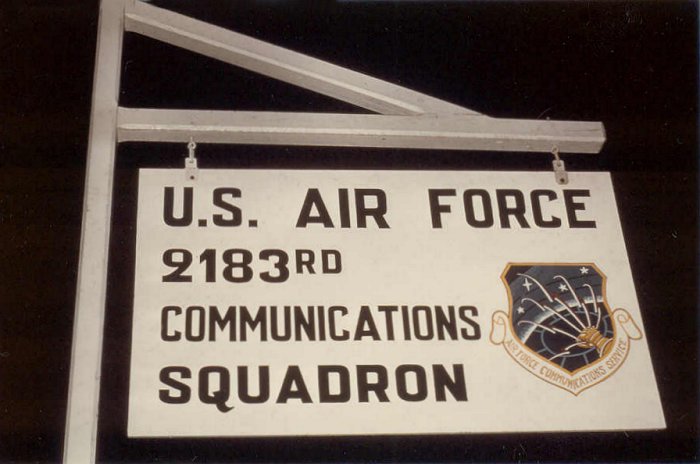 U.S. AIR FORCE
2183RD
COMMUNICATIONS
SQUADRON
AIR FORCE COMMUNICATIONS SERVICE